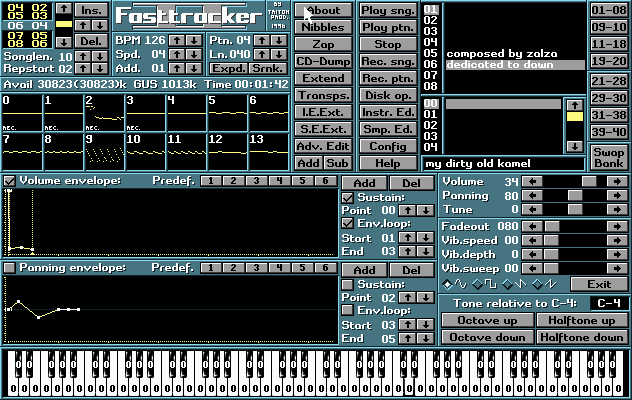 04 02 Ins. Fasttracker BY TRITON PROD. 1994 About Play sng. 01 01-08
05 02
06 04 Nibbles Play ptn. 02 09-10
07 05
08 06 Del. Zap Stop 03 11-18
Songlen. 10 BPM 126 Ptn. 04 CD-Dump Rec. sng. 05 composed by zalza 19-20
Repstart 02 Spd. 04 Ln. 040 Extend Rec. ptn. 06 dedicated to dawn 21-28
Add. 01 Expd. Srnk. 07
08
Avail 30823(30823)k GUS 1013k Time 00:01:42 Transps. Disk op. 29-30
0 1 2 3 4 5 6 I.E.Ext. Instr. Ed. 00 31-38
REC. REC. S.E.Ext. Smp. Ed. 01 39-40
02
7 8 9 10 11 12 13 Adv. Edit Config 03 Swap Bank
04
Add Sub Help my dirty old kamel
Volume envelope: Predef. 1 2 3 4 5 6 Add Del Volume 34
Sustain: Panning 80
Point 00 Tune 0
Env.loop: Fadeout 080
Start 01 Vib.speed 00
End 03 Vib.depth 0
Panning envelope: Predef. 1 2 3 4 5 6 Add Del Vib.sweep 00
Sustain: Exit
Point 02 Tone relative to C-4: C-4
Env.loop: Octave up Halftone up
Start 03
End 05 Octave down Halftone down